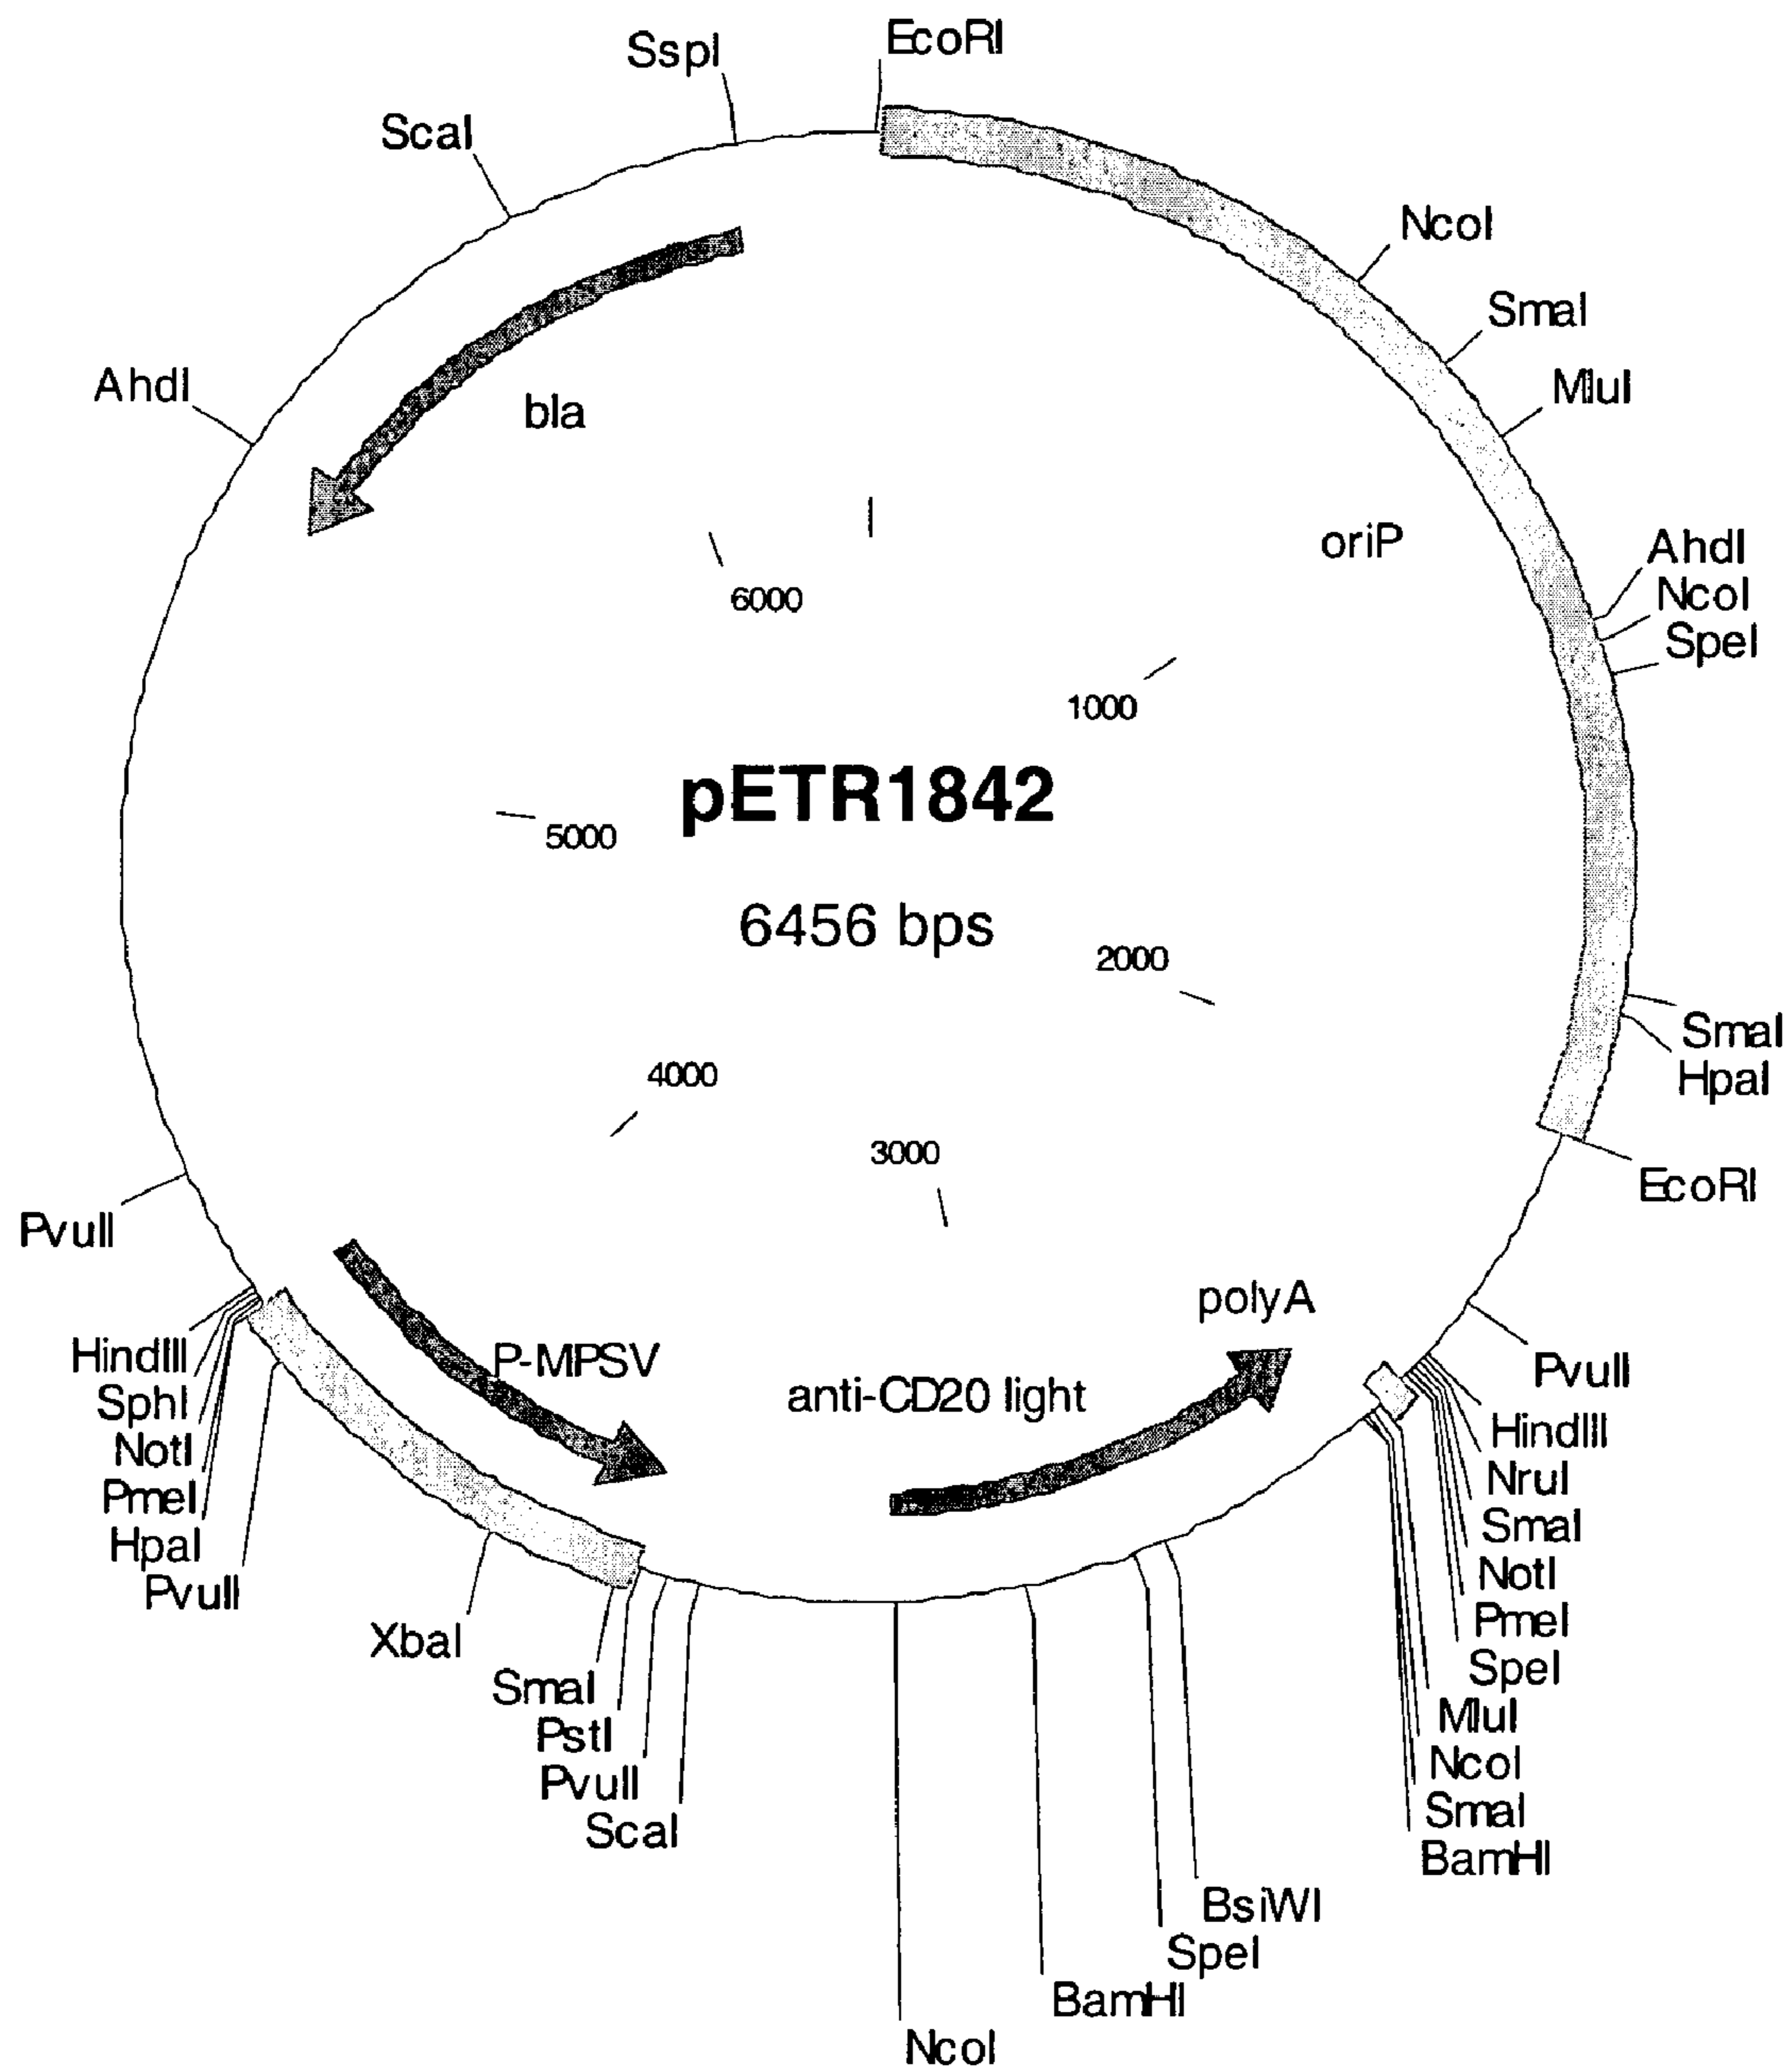 EcoRI
SspI
ScaI
NcoI
SmaI
MluI
AhdI
bla
oriP
AhdI
NcoI
SpeI
6000
1000
pETR1842
5000
6456 bps
2000
SmaI
HpaI
4000
3000
EcoRI
PvuII
polyA
P-MPSV
anti-CD20 light
PvuII
HindIII
SphI
NotI
PmeI
HpaI
PvuII
XbaI
SmaI
PstI
PvuII
ScaI
HindIII
NruI
SmaI
NotI
PmeI
SpeI
MluI
NcoI
SmaI
BamHI
BsiWI
SpeI
BamHI
NcoI